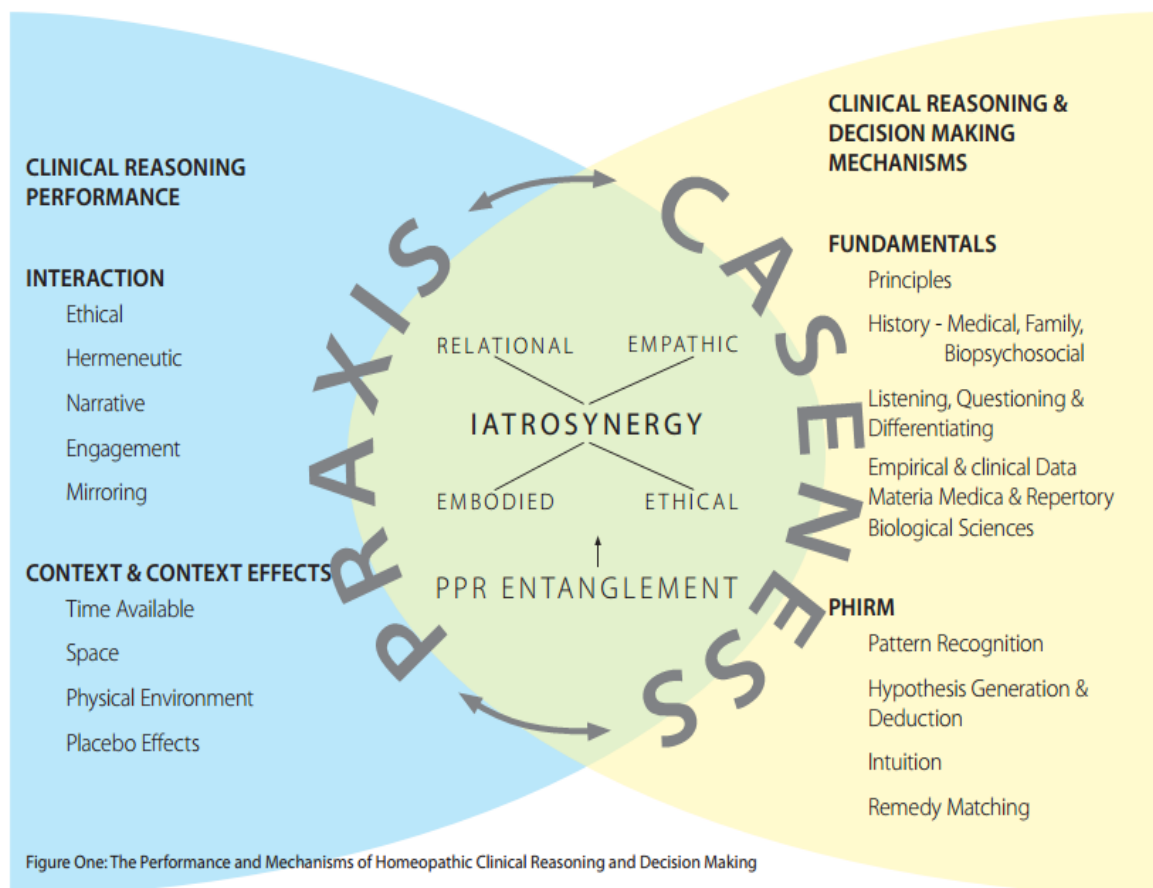 CLINICAL REASONING
PERFORMANCE
INTERACTION
Ethical
Hermeneutic
Narrative
Engagement
Mirroring
CONTEXT & CONTEXT EFFECTS
Time Available
Space
Physical Environment
Placebo Effects
PRAXIS
CASENESS
RELATIONAL
EMPATHIC
IATROSYNERGY
EMBODIED
ETHICAL
PPR ENTANGLEMENT
CLINICAL REASONING &
DECISION MAKING
MECHANISMS
FUNDAMENTALS
Principles
History - Medical, Family,
Biopsychosocial
Listening, Questioning &
Differentiating
Empirical & clinical Data
Materia Medica & Repertory
Biological Sciences
PHIRM
Pattern Recognition
Hypothesis Generation &
Deduction
Intuition
Remedy Matching
Figure One: The Performance and Mechanisms of Homeopathic Clinical Reasoning and Decision Making